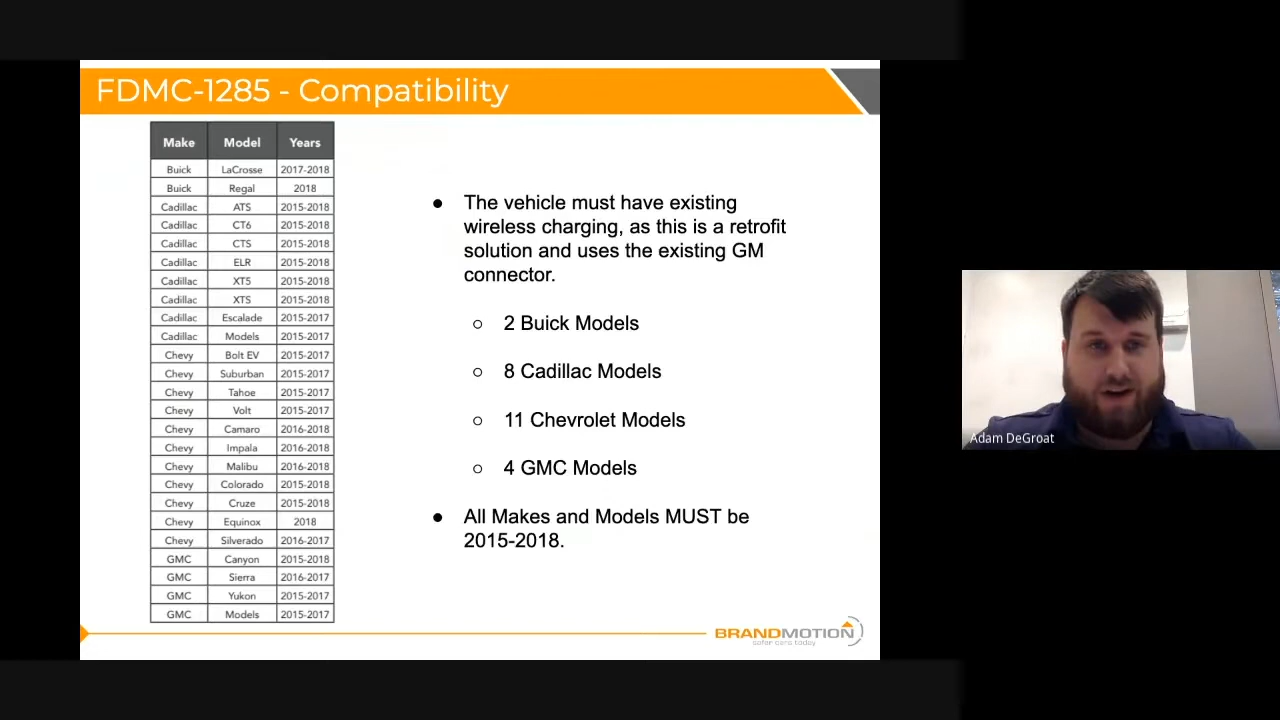 FDMC-1285 - Compatibility
Make Model Years
Buick LaCrosse 2017-2018
Buick Regal 2018
Cadillac ATS 2015-2018
Cadillac CT6 2015-2018
Cadillac CTS 2015-2018
Cadillac ELR 2015-2018
Cadillac XT5 2015-2018
Cadillac XTS 2015-2018
Cadillac Escalade 2015-2017
Cadillac Models 2015-2017
Chevy Bolt EV 2015-2017
Chevy Suburban 2015-2017
Chevy Tahoe 2015-2017
Chevy Volt 2015-2017
Chevy Camaro 2016-2018
Chevy Impala 2016-2018
Chevy Malibu 2016-2018
Chevy Colorado 2015-2018
Chevy Cruze 2015-2018
Chevy Equinox 2018
Chevy Silverado 2016-2017
GMC Canyon 2015-2018
GMC Sierra 2016-2017
GMC Yukon 2015-2017
GMC Models 2015-2017
● The vehicle must have existing
wireless charging, as this is a retrofit
solution and uses the existing GM
connector.
○ 2 Buick Models
○ 8 Cadillac Models
○ 11 Chevrolet Models
○ 4 GMC Models
● All Makes and Models MUST be
2015-2018.
BRANDMOTION
safer cars today
Adam DeGroat